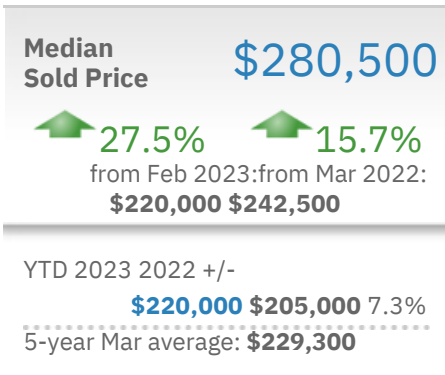 Median
Sold Price
$280,500
27.5% 15.7%
from Feb 2023:from Mar 2022:
$220,000 $242,500
YTD 2023 2022 +/-
$220,000 $205,000 7.3%
5-year Mar average: $229,300